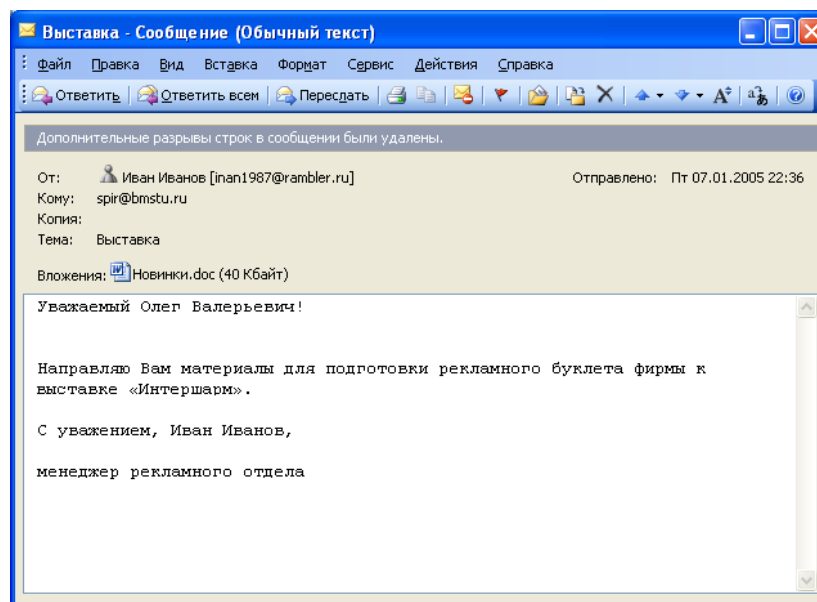 Выставка - Сообщение (Обычный текст)
Файл Правка Вид Вставка Формат Сервис Действия Справка
Ответить Ответить всем Переслать
Дополнительные разрывы строк в сообщении были удалены.
От: Иван Иванов [inan1987@rambler.ru] Отправлено: Пт 07.01.2005 22:36
Кому: spir@bmstu.ru
Копия:
Тема: Выставка
Вложения: Новинки.doc (40 Кбайт)
Уважаемый Олег Валерьевич!
Направляю Вам материалы для подготовки рекламного буклета фирмы к
выставке «Интершарм».
С уважением, Иван Иванов,
менеджер рекламного отдела